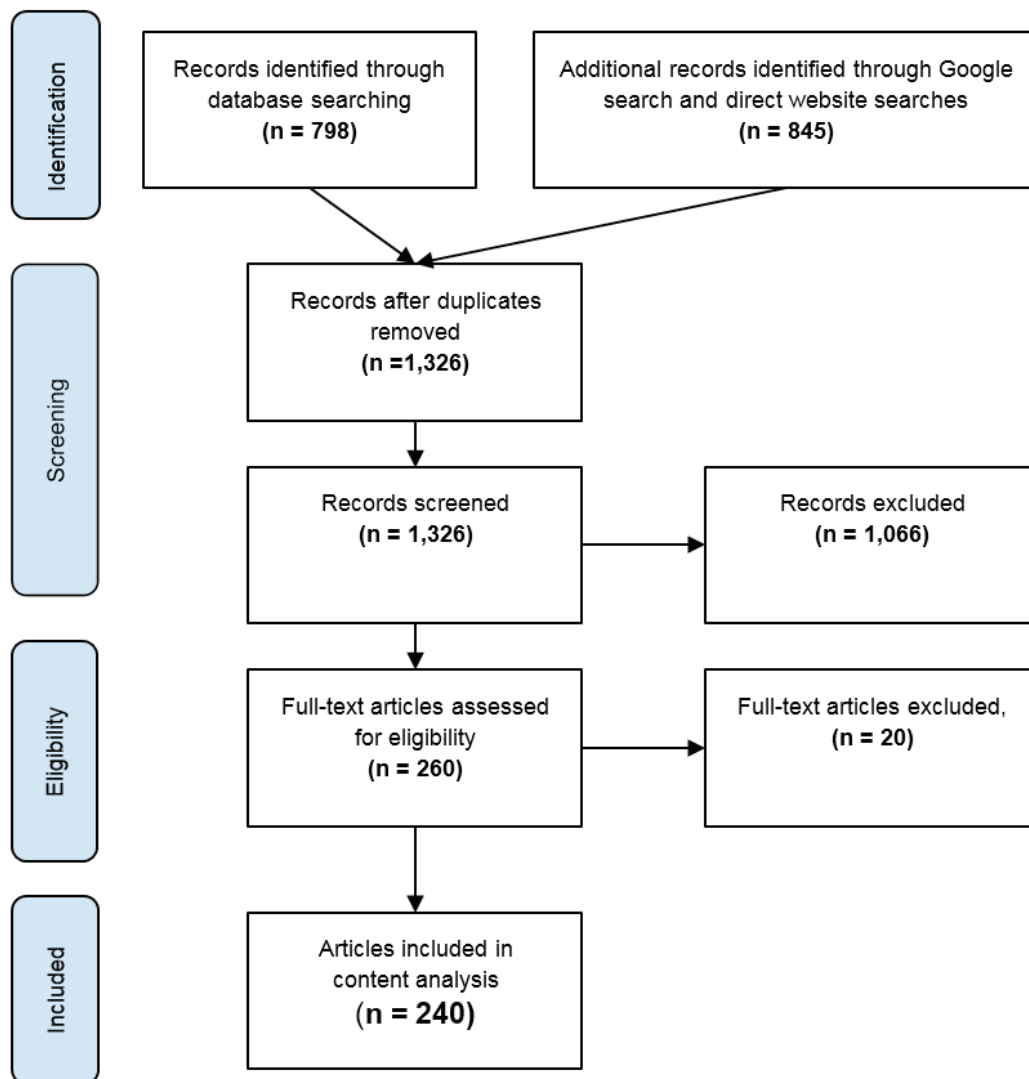 Identification
Records identified through
database searching
(n = 798)
Additional records identified through Google
search and direct website searches
(n = 845)
Screening
Records after duplicates
removed
(n =1,326)
Records screened
(n = 1,326)
Records excluded
(n = 1,066)
Eligibility
Full-text articles assessed
for eligibility
(n = 260)
Full-text articles excluded,
(n = 20)
Included
Articles included in
content analysis
(n = 240)